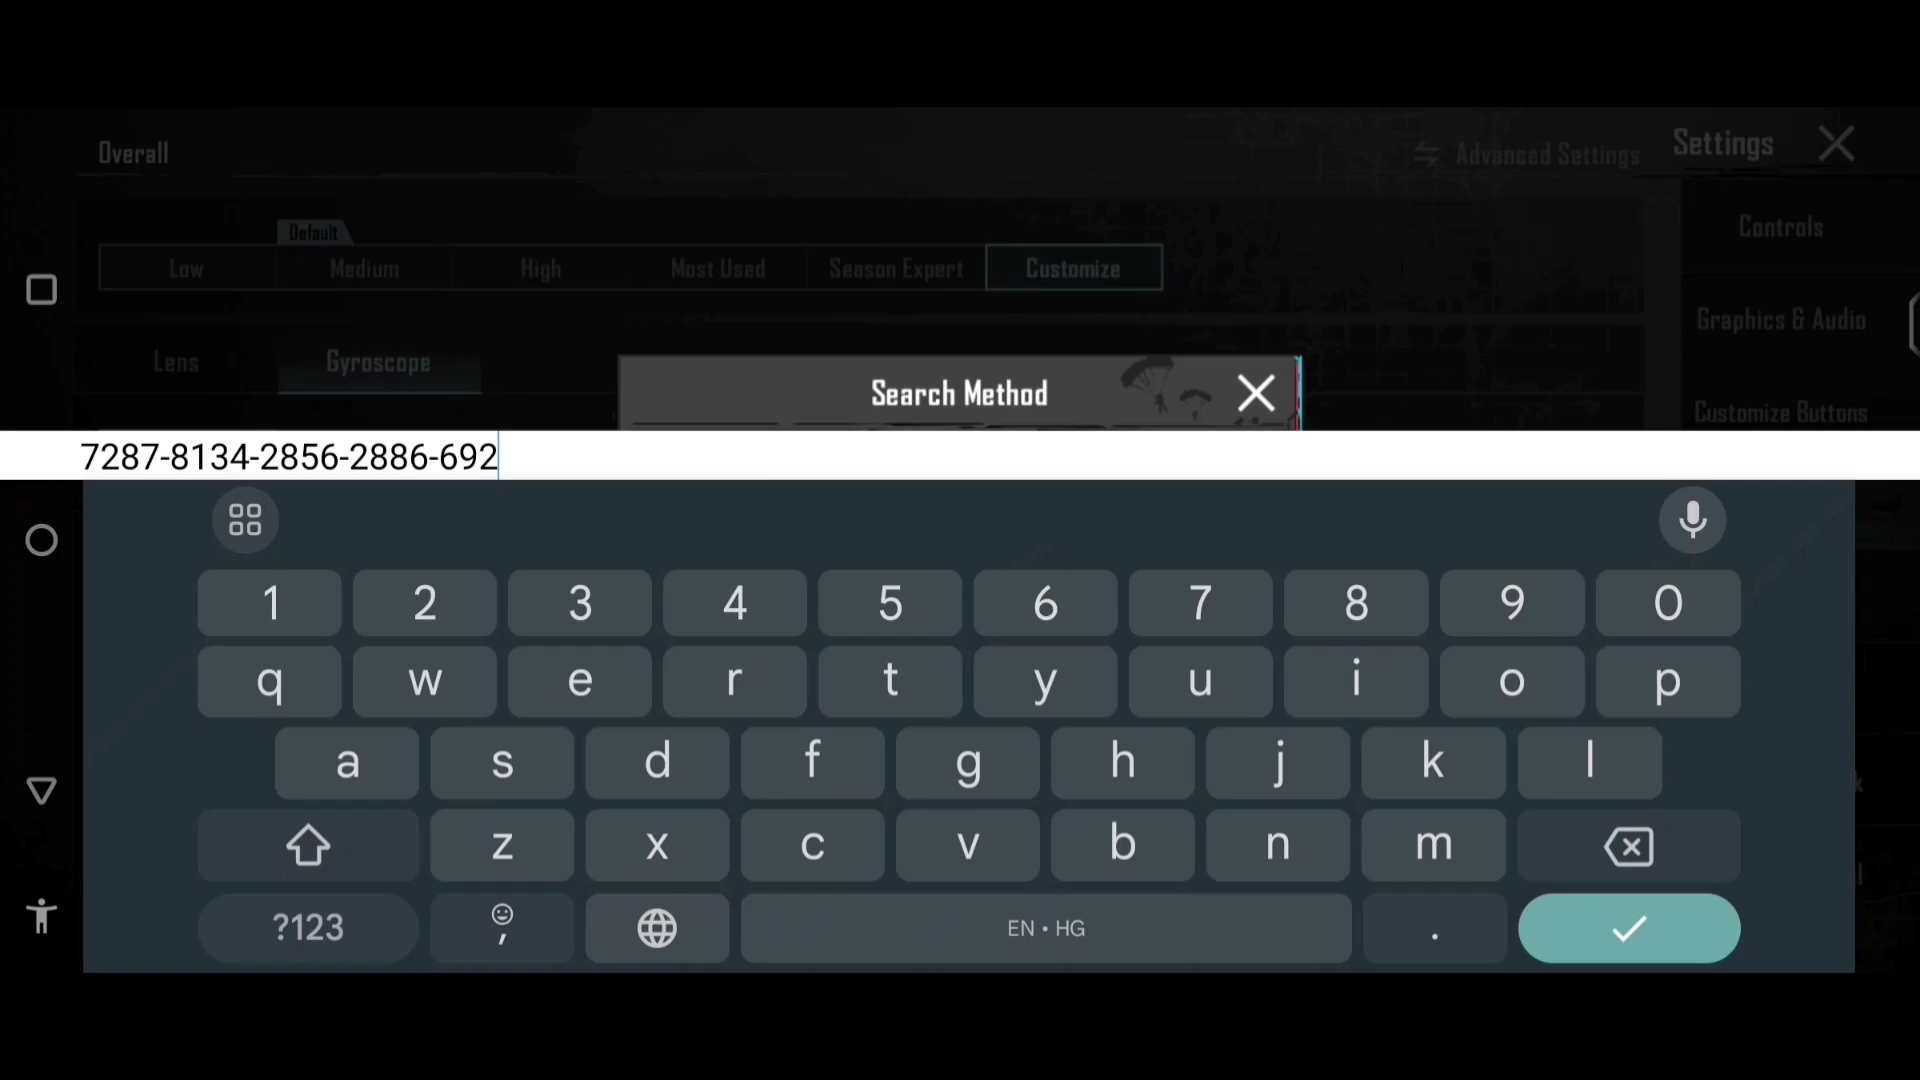 Overall
Advanced Settings
Settings
Default
Low Medium High Most Used Season Expert Customize
Controls
Graphics & Audio
Lens Gyroscope
Search Method
Customize Buttons
7287-8134-2856-2886-692
1 2 3 4 5 6 7 8 9 0
q w e r t y u i o p
a s d f g h j k l
z x c v b n m
?123 , EN • HG .